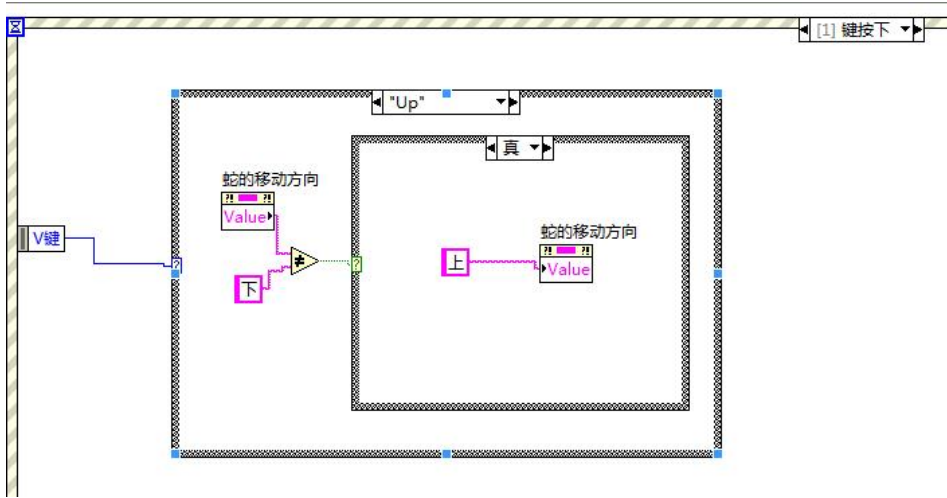 [1] 键按下
"Up"
真
蛇的移动方向
?! ?!
Value
V键
?
≠
?
下
上
蛇的移动方向
?! ?!
Value